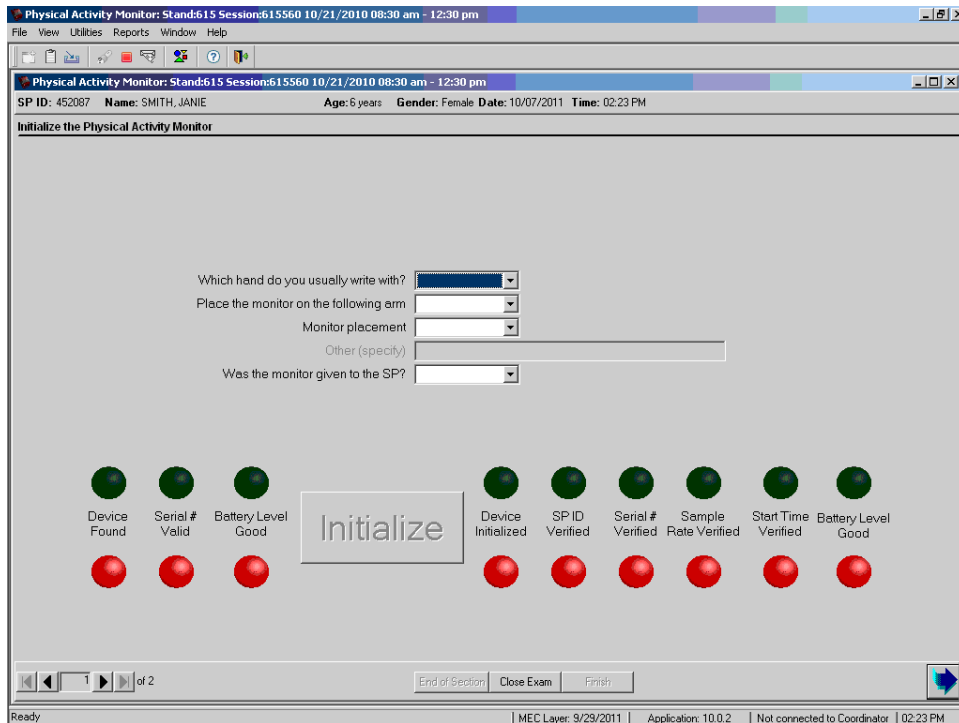 Physical Activity Monitor: Stand:615 Session:615560 10/21/2010 08:30 am - 12:30 pm
File View Utilities Reports Window Help
Physical Activity Monitor: Stand:615 Session:615560 10/21/2010 08:30 am - 12:30 pm
SP ID: 452087 Name: SMITH, JANIE Age: 6 years Gender: Female Date: 10/07/2011 Time: 02:23 PM
Initialize the Physical Activity Monitor
Which hand do you usually write with?
Place the monitor on the following arm
Monitor placement
Other (specify)
Was the monitor given to the SP?
Device Found
Serial # Valid
Battery Level Good
Initialize
Device Initialized
SP ID Verified
Serial # Verified
Sample Rate Verified
Start Time Verified
Battery Level Good
1 of 2
End of Section Close Exam Finish
Ready MEC Layer: 9/29/2011 Application: 10.0.2 Not connected to Coordinator 02:23 PM